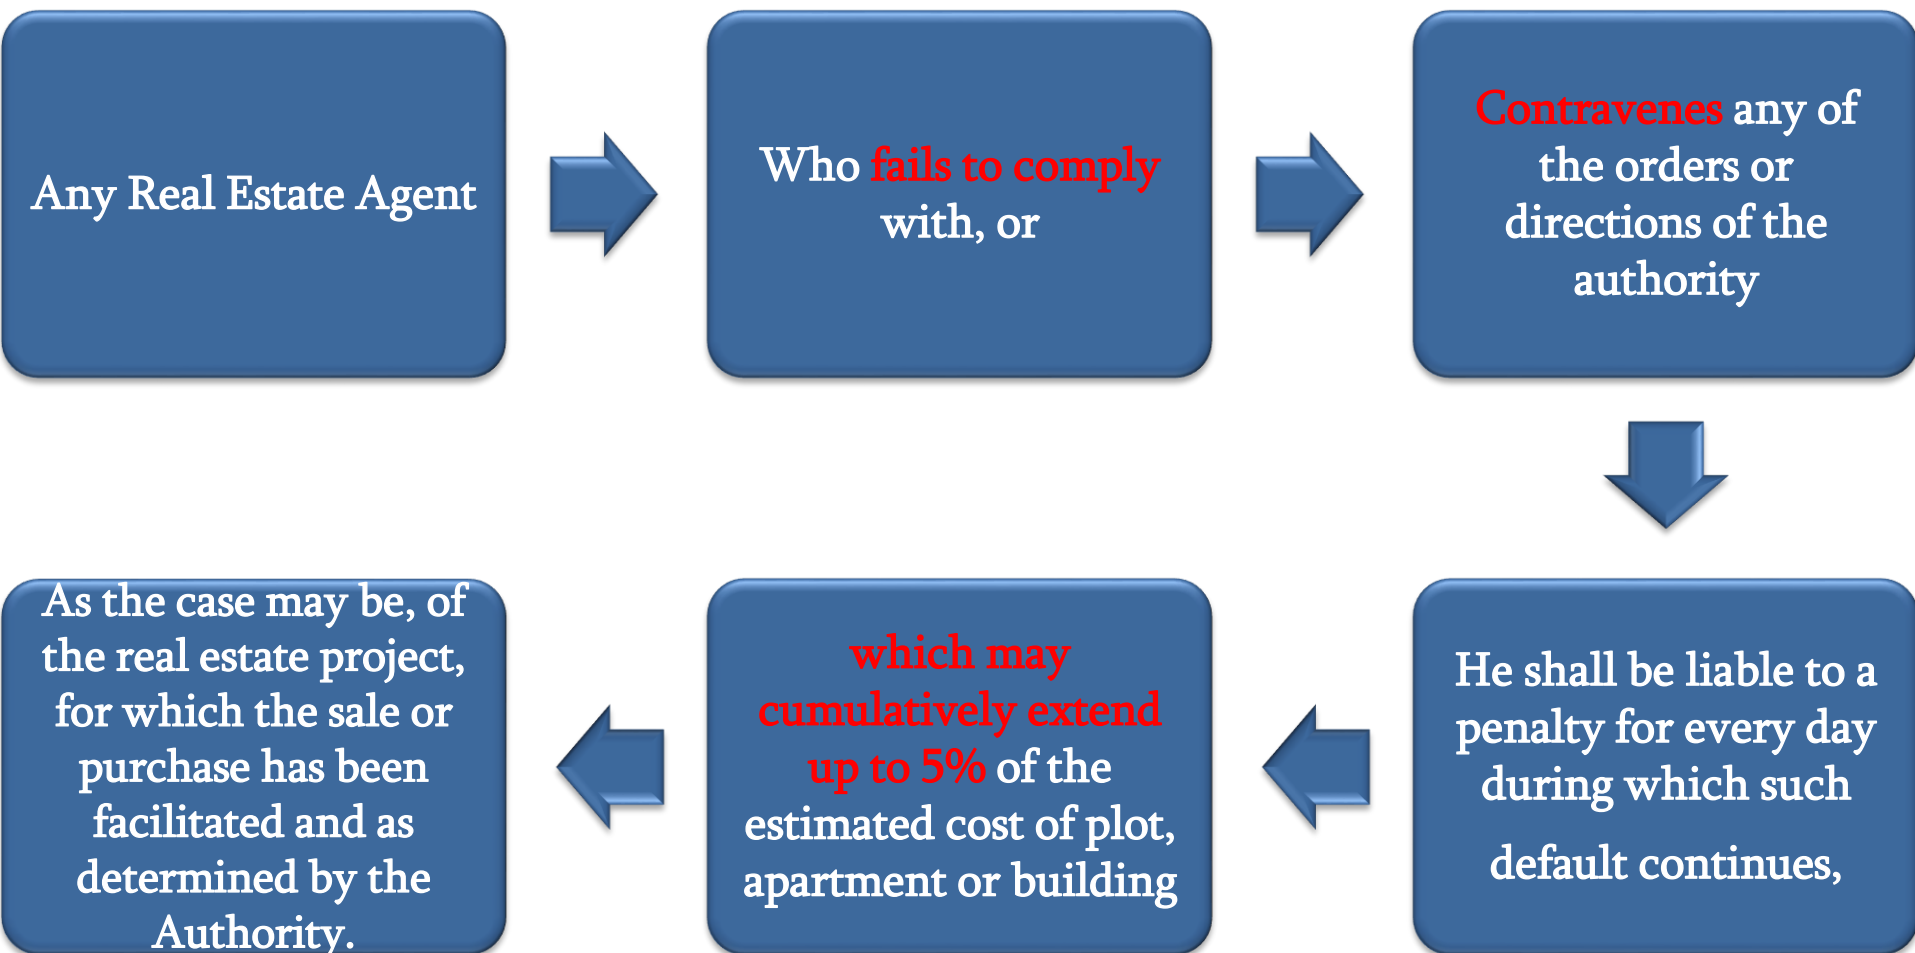 Any Real Estate Agent
Who fails to comply
with, or
Contravenes any of
the orders or
directions of the
authority
He shall be liable to a
penalty for every day
during which such
default continues,
which may
cumulatively extend
up to 5% of the
estimated cost of plot,
apartment or building
As the case may be, of
the real estate project,
for which the sale or
purchase has been
facilitated and as
determined by the
Authority.